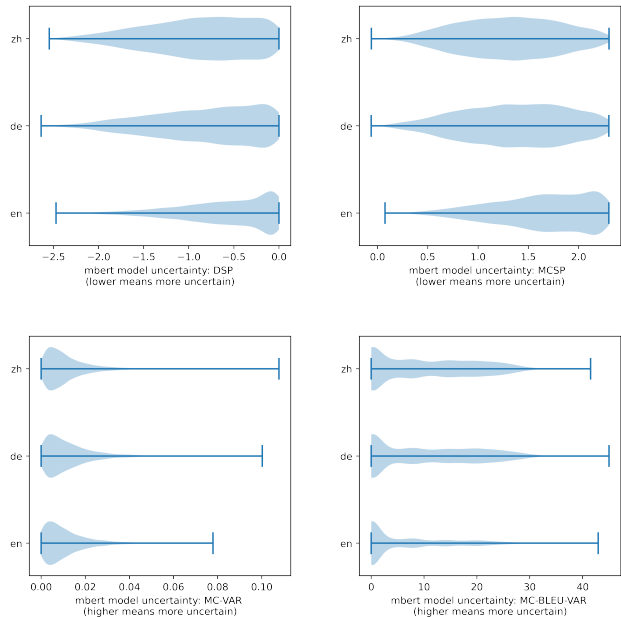 zh
de
en
−2.5 −2.0 −1.5 −1.0 −0.5 0.0
mbert model uncertainty: DSP
(lower means more uncertain)
zh
de
en
0.0 0.5 1.0 1.5 2.0
mbert model uncertainty: MCSP
(lower means more uncertain)
zh
de
en
0.00 0.02 0.04 0.06 0.08 0.10
mbert model uncertainty: MC-VAR
(higher means more uncertain)
zh
de
en
0 10 20 30 40
mbert model uncertainty: MC-BLEU-VAR
(higher means more uncertain)